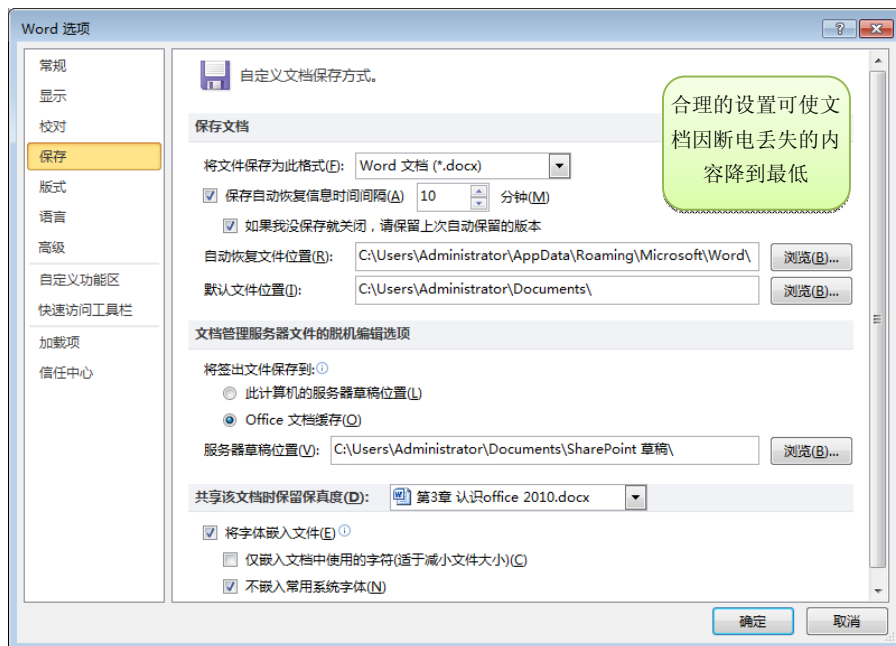 Word 选项
常规
显示
校对
保存
版式
语言
高级
自定义功能区
快速访问工具栏
加载项
信任中心
自定义文档保存方式。
合理的设置可使文
档因断电丢失的内
容降到最低
保存文档
将文件保存为此格式(F): Word 文档 (*.docx)
保存自动恢复信息时间间隔(A) 10 分钟(M)
如果我没保存就关闭，请保留上次自动保留的版本
自动恢复文件位置(R): C:\Users\Administrator\AppData\Roaming\Microsoft\Word\ 浏览(B)...
默认文件位置(I): C:\Users\Administrator\Documents\ 浏览(B)...
文档管理服务器文件的脱机编辑选项
将签出文件保存到:
此计算机的服务器草稿位置(L)
Office 文档缓存(O)
服务器草稿位置(V): C:\Users\Administrator\Documents\SharePoint 草稿\ 浏览(B)...
共享该文档时保留保真度(D): 第3章 认识office 2010.docx
将字体嵌入文件(E)
仅嵌入文档中使用的字符(适于减小文件大小)(C)
不嵌入常用系统字体(N)
确定 取消